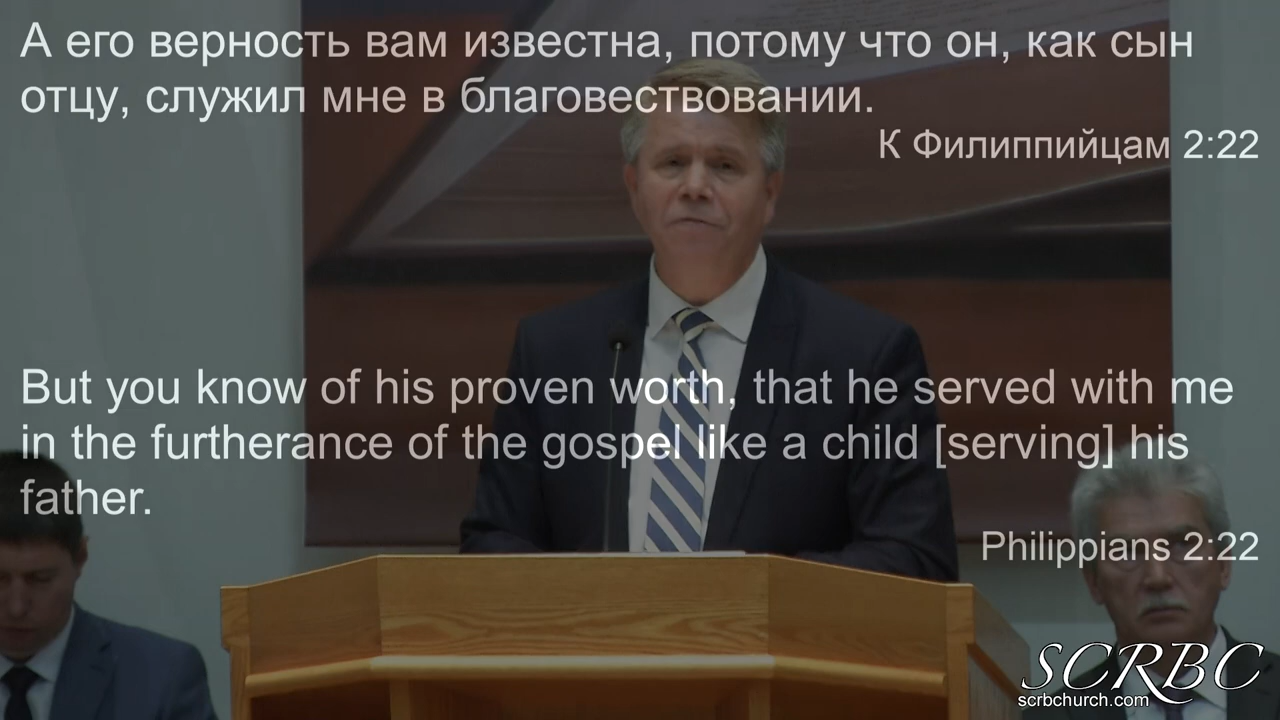 А его верность вам известна, потому что он, как сын
отцу, служил мне в благовествовании.
К Филиппийцам 2:22
But you know of his proven worth, that he served with me
in the furtherance of the gospel like a child [serving] his
father.
Philippians 2:22
SCRBC
scrbchurch.com